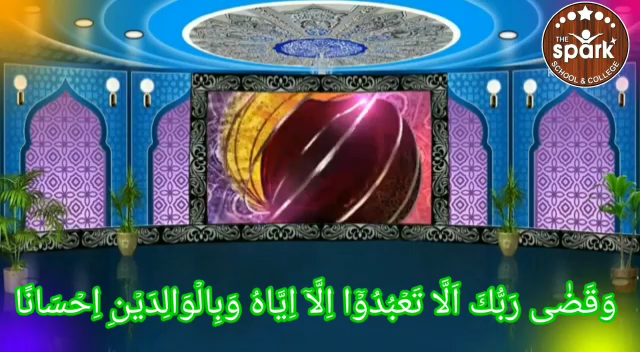 THE
spark
SCHOOL & COLLEGE
وَقَضٰى رَبُّكَ اَلَّا تَعْبُدُوْٓا اِلَّآ اِيَّاهُ وَبِالْوَالِدَيْنِ اِحْسَانًا